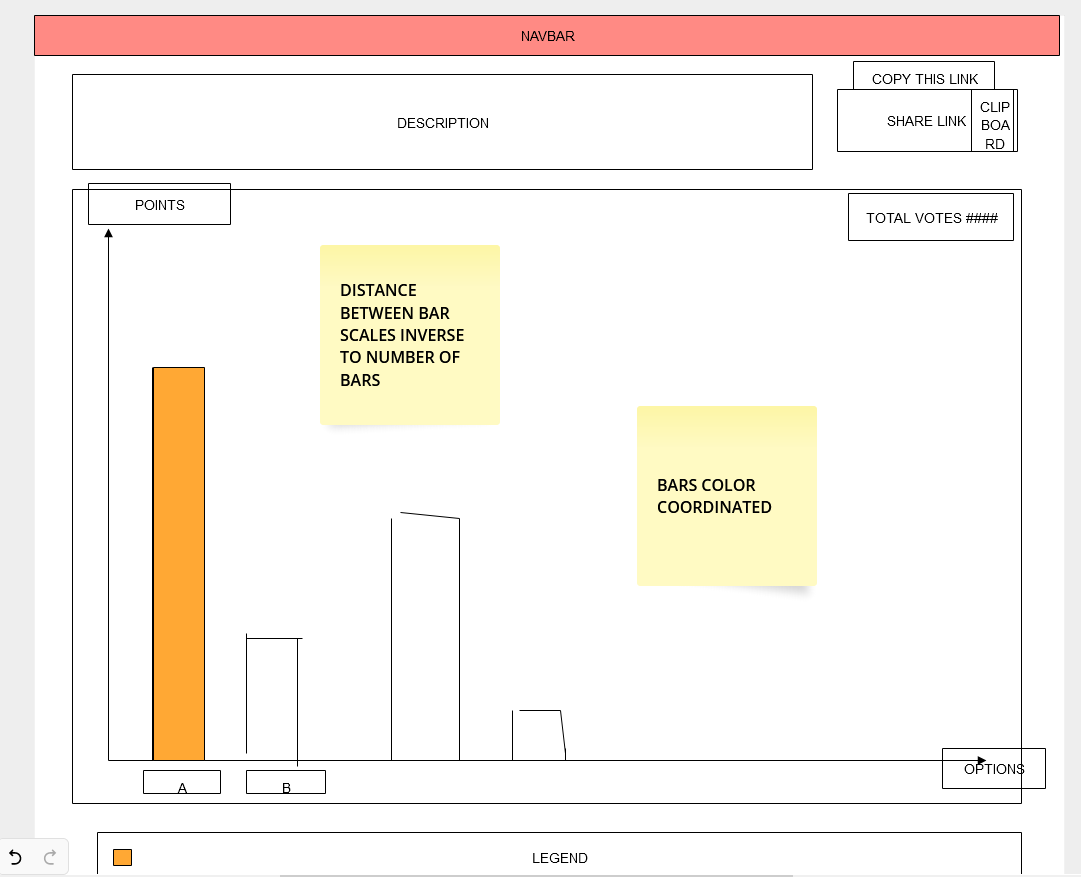 NAVBAR
COPY THIS LINK
DESCRIPTION
SHARE LINK
CLIP
BOA
RD
POINTS
TOTAL VOTES ####
DISTANCE
BETWEEN BAR
SCALES INVERSE
TO NUMBER OF
BARS
BARS COLOR
COORDINATED
OPTIONS
A
B
LEGEND